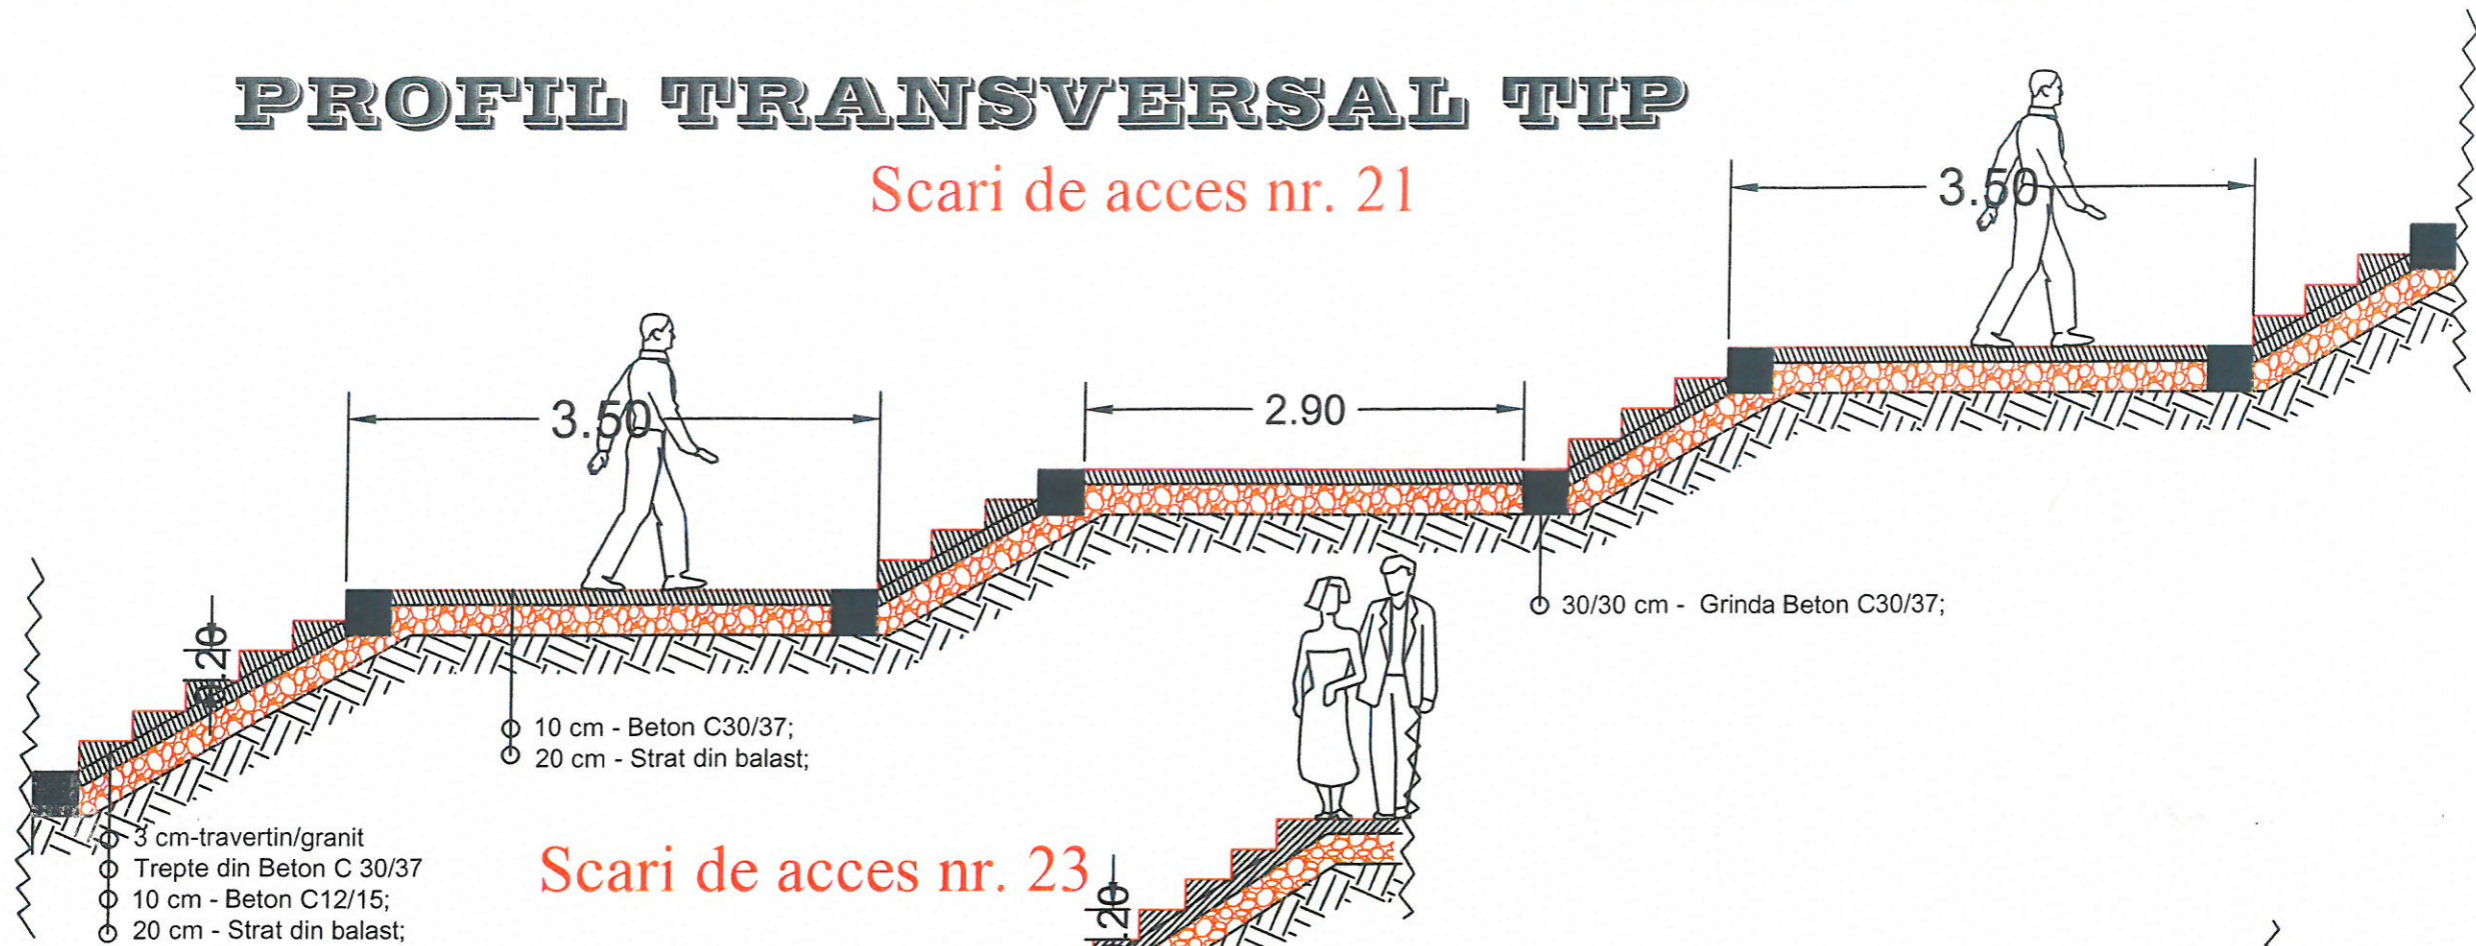 PROFIL TRANSVERSAL TIP
Scari de acces nr. 21
3.50
3.50
2.90
30/30 cm - Grinda Beton C30/37;
10 cm - Beton C30/37;
20 cm - Strat din balast;
3 cm-travertin/granit
Trepte din Beton C 30/37
10 cm - Beton C12/15;
20 cm - Strat din balast;
Scari de acces nr. 23
.20